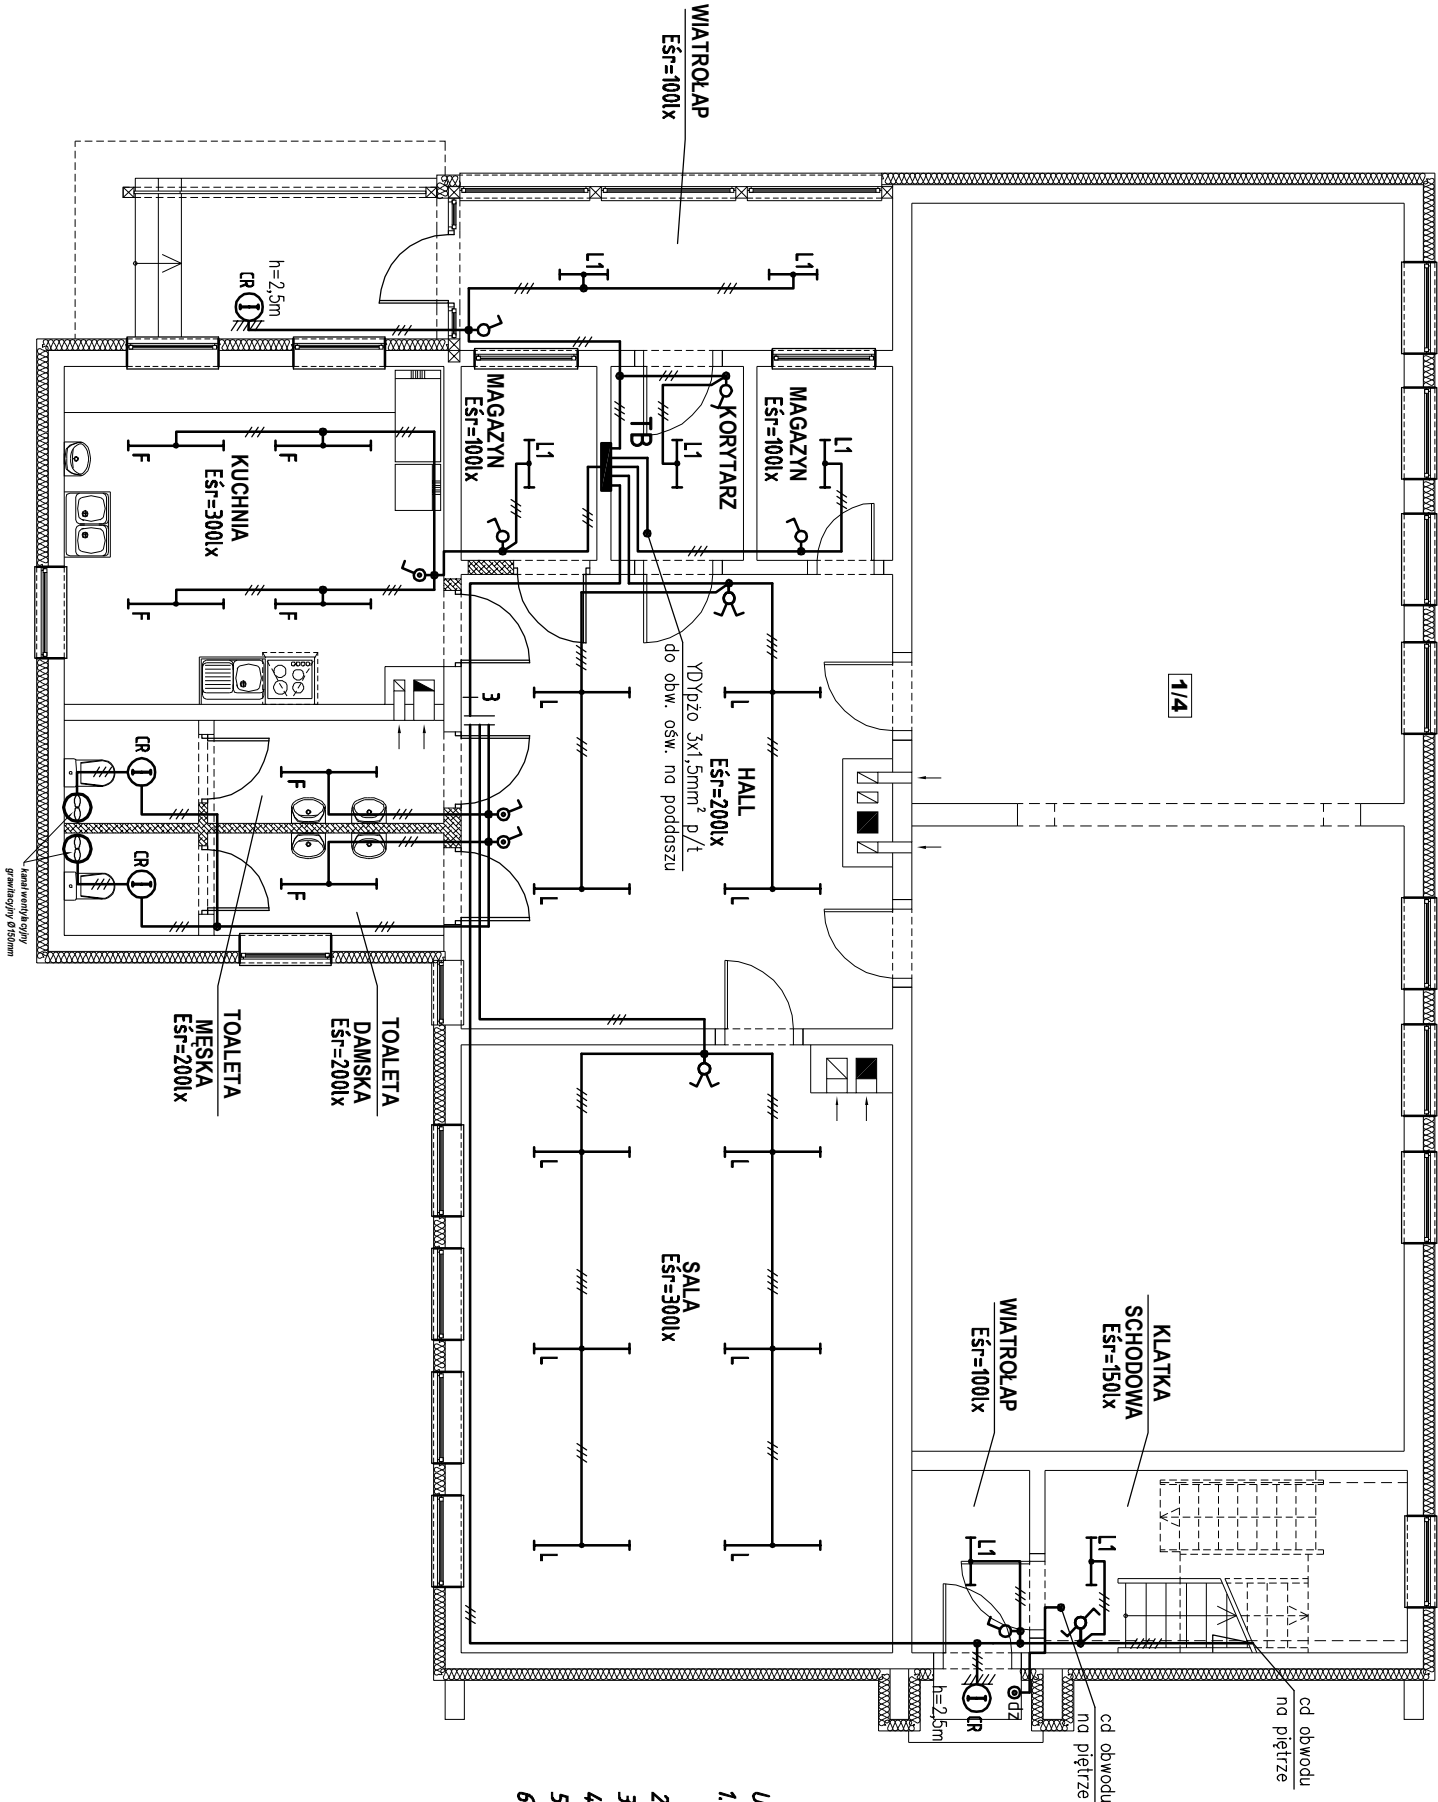 WIATROŁAP
Eśr=100lx
L1
L1
h=2,5m
CR
MAGAZYN
Eśr=100lx
L1
TB
KORYTARZ
L1
MAGAZYN
Eśr=100lx
L1
KUCHNIA
Eśr=300lx
F
F
F
F
1/4
YDYpżo 3x1,5mm² p/t
do obw. ośw. na poddaszu
HALL
Eśr=200lx
L
L
L
L
3
CR
CR
F
F
kanał wentylacyjny
grawitacyjny Ø150mm
TOALETA
DAMSKA
Eśr=200lx
TOALETA
MĘSKA
Eśr=200lx
SALA
Eśr=300lx
L
L
L
L
L
L
WIATROŁAP
Eśr=100lx
KLATKA
SCHODOWA
Eśr=150lx
L1
L1
dz
CR
h=2,5m
cd obwodu
na piętrze
cd obwodu
na piętrze
U
1.
2
3
4
5
6